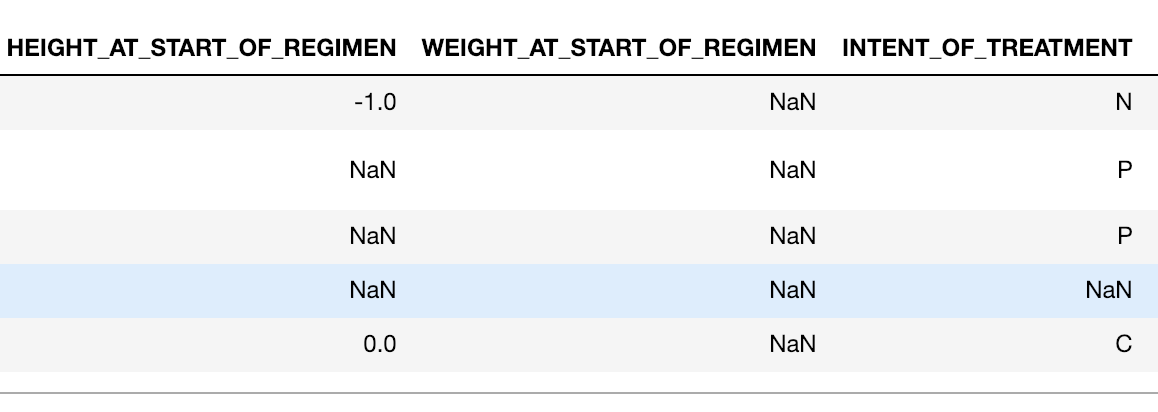 HEIGHT_AT_START_OF_REGIMEN WEIGHT_AT_START_OF_REGIMEN INTENT_OF_TREATMENT
-1.0 NaN N
NaN NaN P
NaN NaN P
NaN NaN NaN
0.0 NaN C